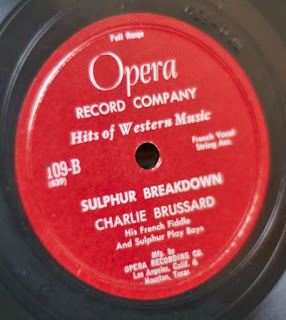 Full Range
Opera
RECORD COMPANY
Hits of Western Music
French Vocal
String Acc.
109-B
(839)
SULPHUR BREAKDOWN
CHARLIE BRUSSARD
His French Fiddle
And Sulphur Play Boys
Mfg. by
OPERA RECORDING CO.
Los Angeles, Calif. &
Houston, Texas